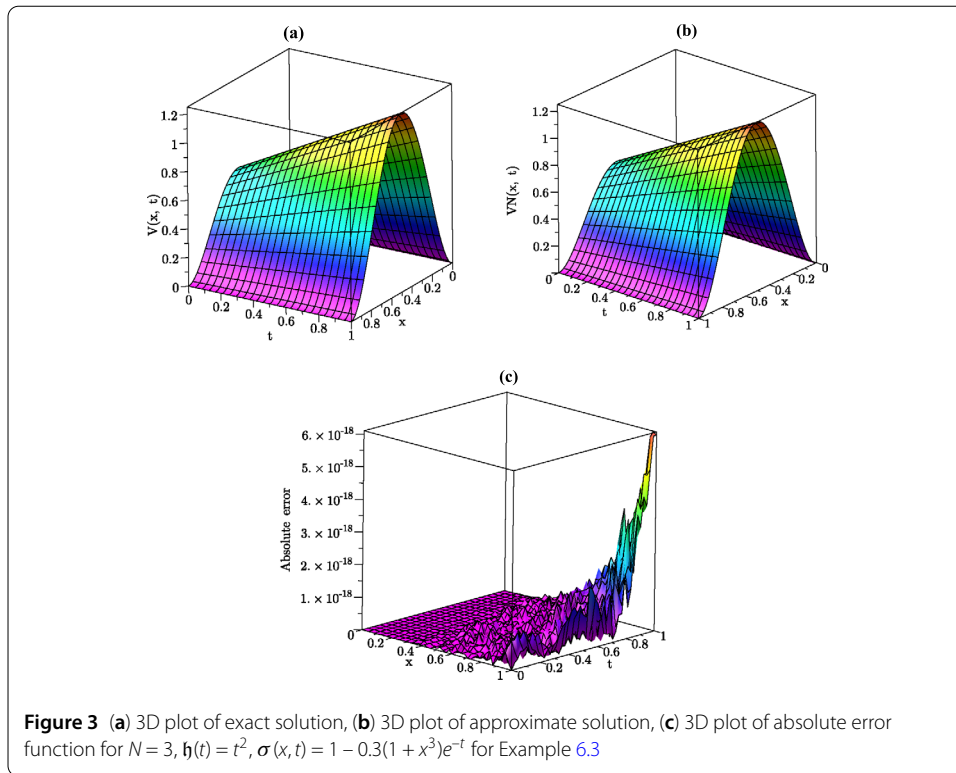 (a)
(b)
1.2
1
0.8
0.6
0.4
0.2
0
V(x, t)
0
0.2
0.4
0.6
0.8
1
t
0.8
0.6
0.4
0.2
0
x
1.2
1
0.8
0.6
0.4
0.2
0
VN(x, t)
0.2
0.4
0.6
0.8
1
t
1
0.8
0.6
0.4
0.2
0
x
(c)
6. × 10^-18
5. × 10^-18
4. × 10^-18
3. × 10^-18
2. × 10^-18
1. × 10^-18
0
Absolute error
0.2
0.4
0.6
0.8
1
x
0
0.2
0.4
0.6
0.8
1
t
Figure 3 (a) 3D plot of exact solution, (b) 3D plot of approximate solution, (c) 3D plot of absolute error
function for N = 3, 𝔥(t) = t², σ(x, t) = 1 – 0.3(1 + x³)e^−t for Example 6.3